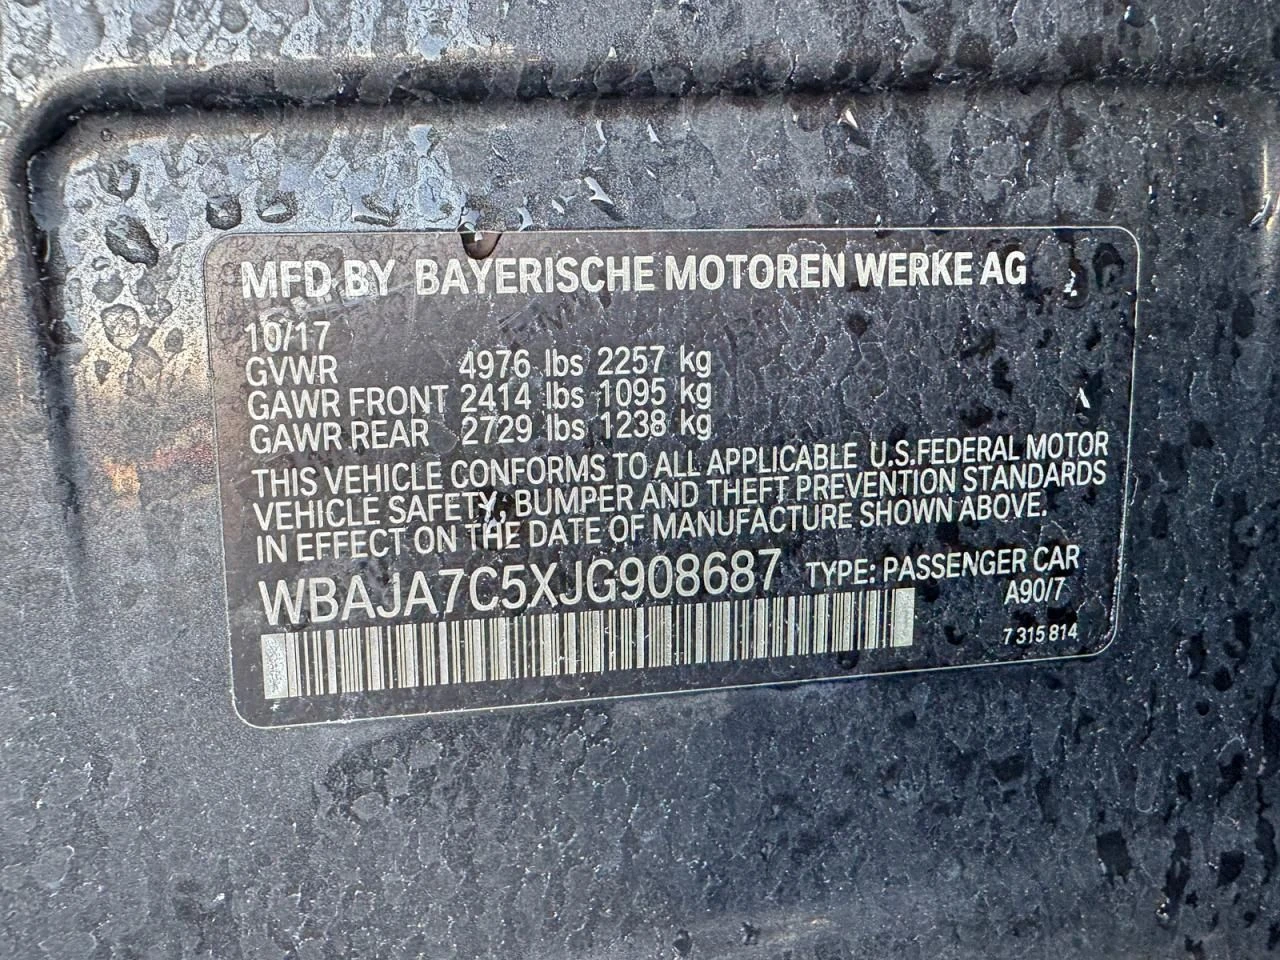 MFD BY BAYERISCHE MOTOREN WERKE AG
10/17
GVWR 4976 lbs 2257 kg
GAWR FRONT 2414 lbs 1095 kg
GAWR REAR 2729 lbs 1238 kg
THIS VEHICLE CONFORMS TO ALL APPLICABLE U.S.FEDERAL MOTOR
VEHICLE SAFETY, BUMPER AND THEFT PREVENTION STANDARDS
IN EFFECT ON THE DATE OF MANUFACTURE SHOWN ABOVE.
WBAJA7C5XJG908687 TYPE: PASSENGER CAR
A90/7
7 315 814